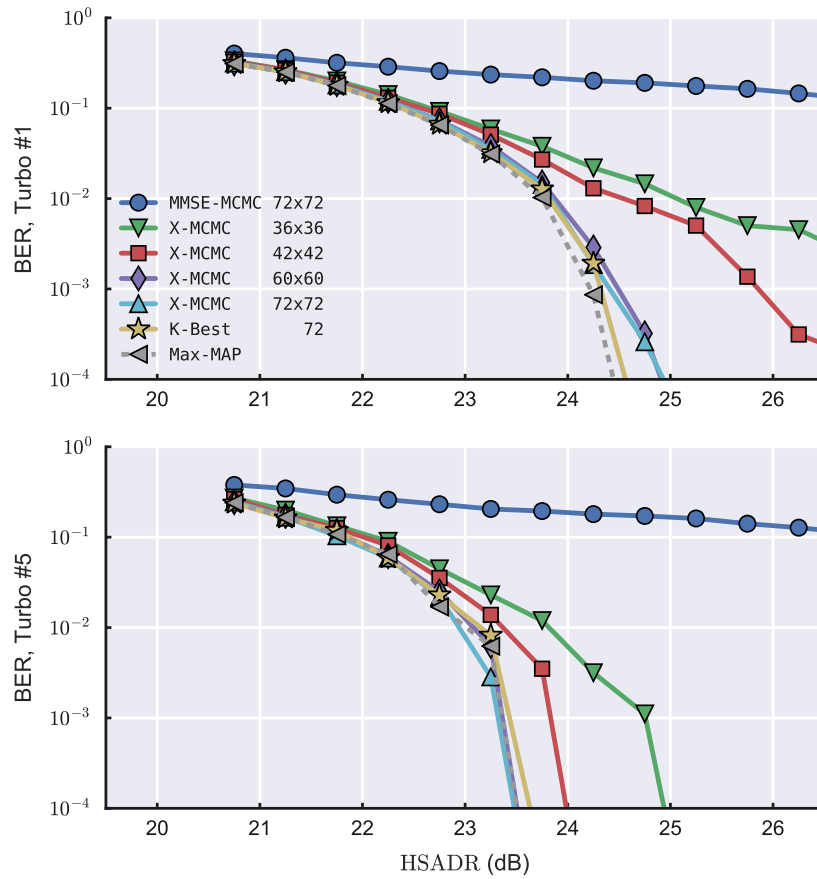 BER, Turbo #1
10^0
10^-1
10^-2
10^-3
10^-4
MMSE-MCMC 72x72
X-MCMC 36x36
X-MCMC 42x42
X-MCMC 60x60
X-MCMC 72x72
K-Best 72
Max-MAP
20 21 22 23 24 25 26
BER, Turbo #5
10^0
10^-1
10^-2
10^-3
10^-4
20 21 22 23 24 25 26
HSADR (dB)